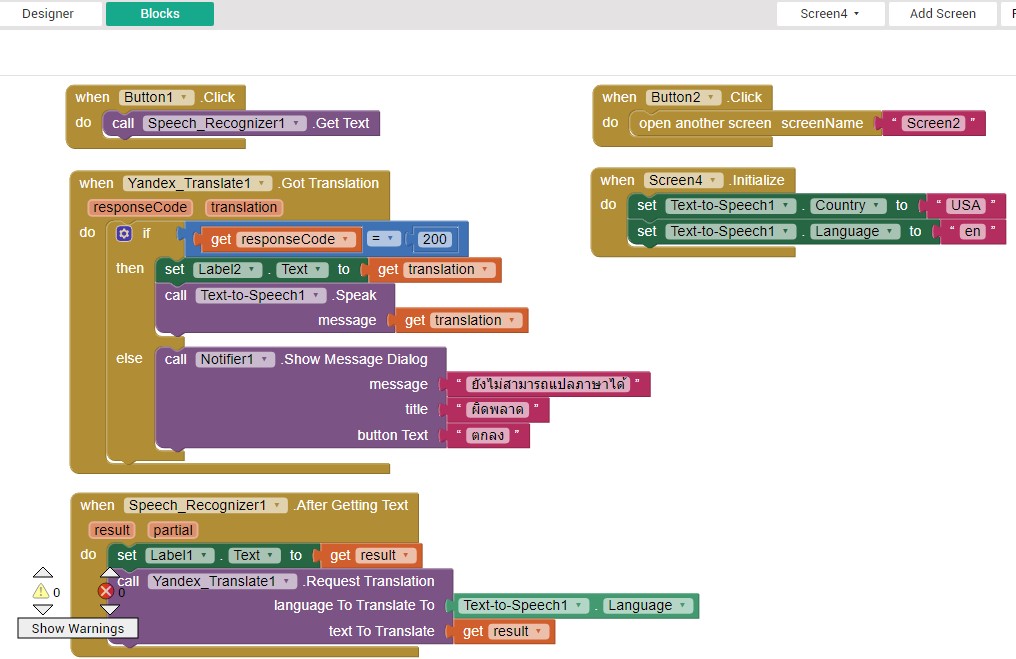 Designer Blocks Screen4 Add Screen
when Button1 .Click
do call Speech_Recognizer1 .Get Text
when Button2 .Click
do open another screen screenName " Screen2 "
when Yandex_Translate1 .Got Translation
responseCode translation
do if get responseCode = 200
then set Label2 . Text to get translation
call Text-to-Speech1 .Speak
message get translation
else call Notifier1 .Show Message Dialog
message " ยังไม่สามารถแปลภาษาได้ "
title " ผิดพลาด "
button Text " ตกลง "
when Screen4 .Initialize
do set Text-to-Speech1 . Country to " USA "
set Text-to-Speech1 . Language to " en "
when Speech_Recognizer1 .After Getting Text
result partial
do set Label1 . Text to get result
call Yandex_Translate1 .Request Translation
language To Translate To Text-to-Speech1 . Language
text To Translate get result
0 0
Show Warnings